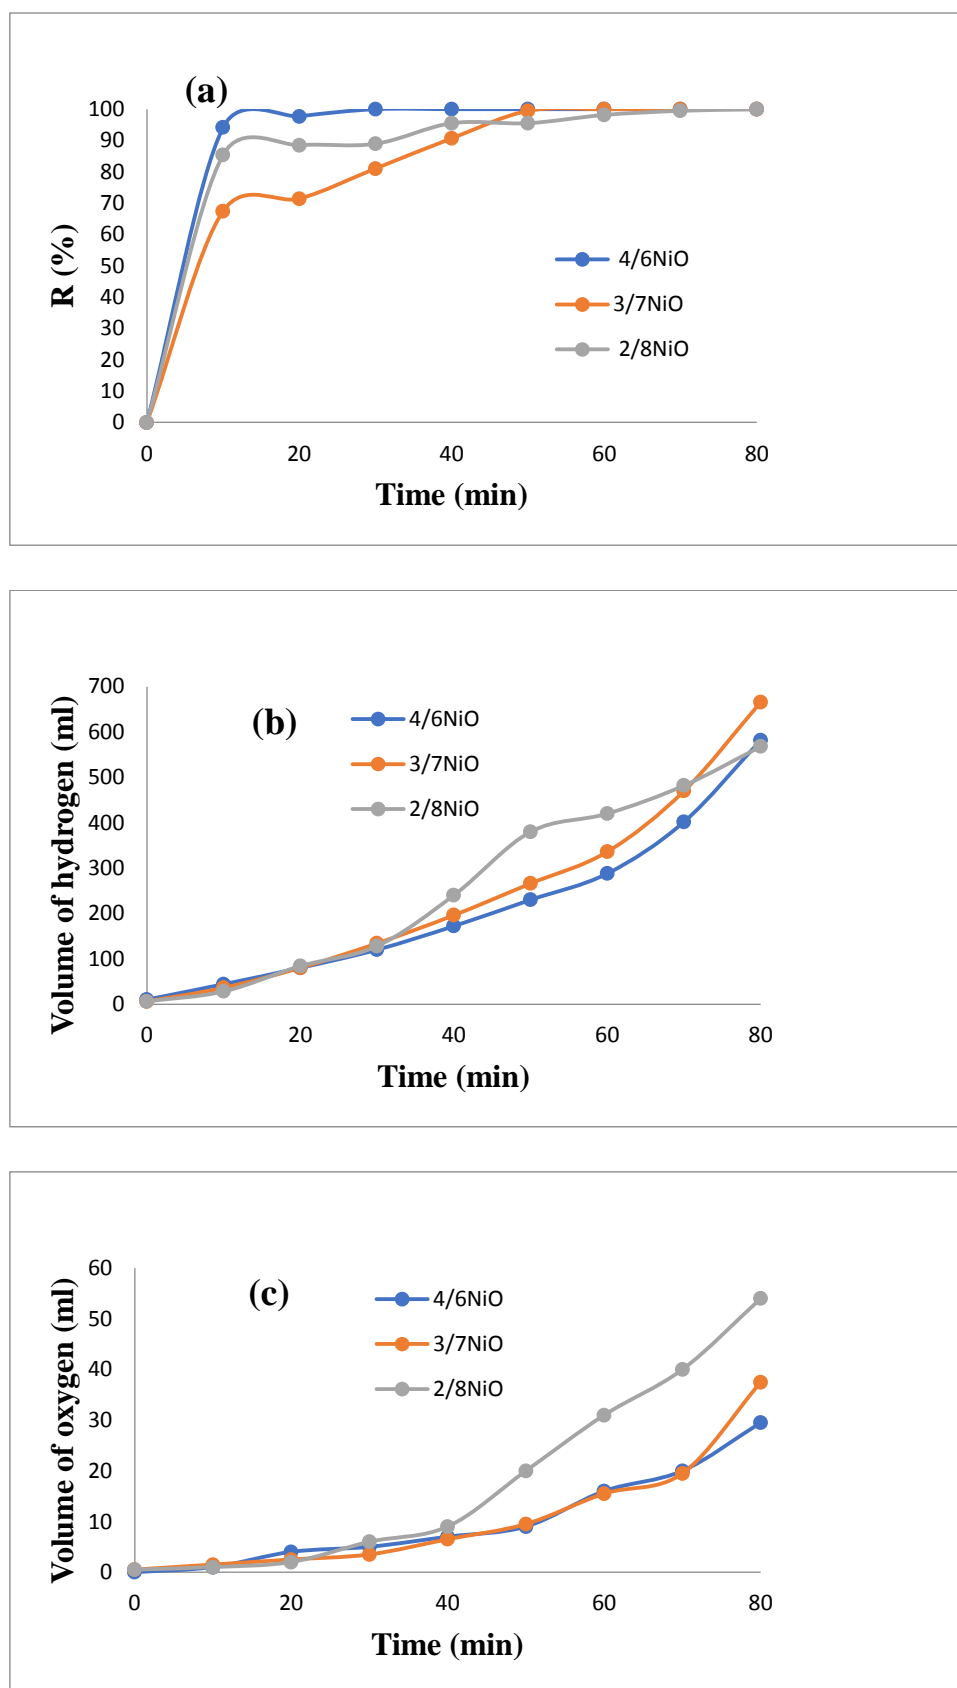 (a)
100
90
80
70
60
50
40
30
20
10
0
R (%)
4/6NiO
3/7NiO
2/8NiO
0 20 40 60 80
Time (min)
700
600
500
400
300
200
100
0
Volume of hydrogen (ml)
(b)
4/6NiO
3/7NiO
2/8NiO
0 20 40 60 80
Time (min)
60
50
40
30
20
10
0
Volume of oxygen (ml)
(c)
4/6NiO
3/7NiO
2/8NiO
0 20 40 60 80
Time (min)